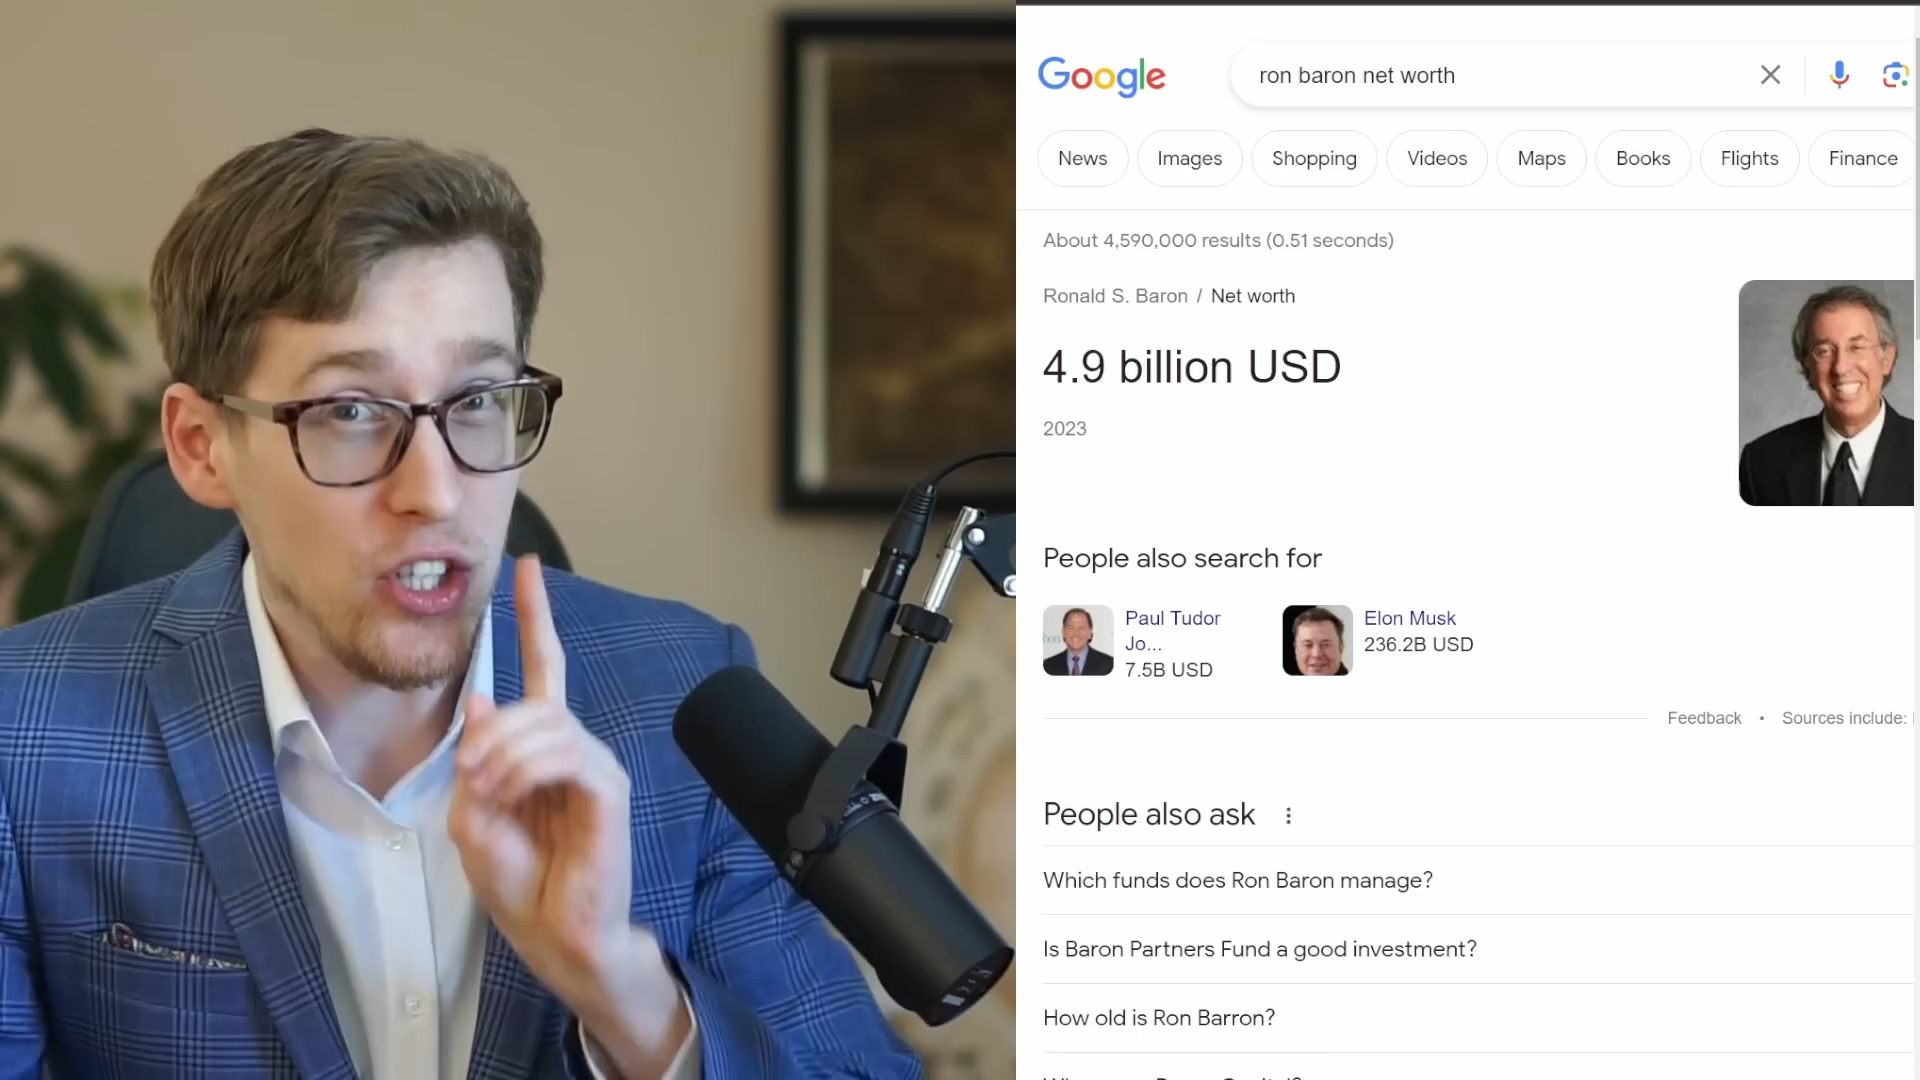 Google
ron baron net worth
News
Images
Shopping
Videos
Maps
Books
Flights
Finance
About 4,590,000 results (0.51 seconds)
Ronald S. Baron / Net worth
4.9 billion USD
2023
People also search for
Paul Tudor
Jo...
7.5B USD
Elon Musk
236.2B USD
Feedback • Sources include:
People also ask
Which funds does Ron Baron manage?
Is Baron Partners Fund a good investment?
How old is Ron Barron?